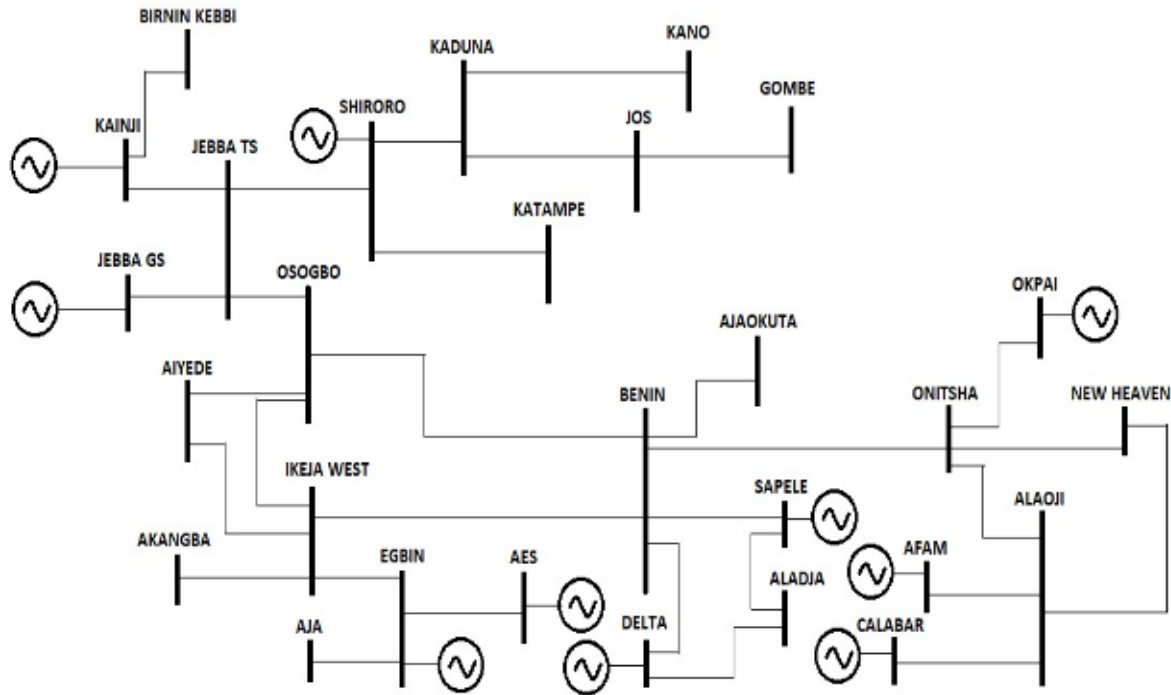 BIRNIN KEBBI
KADUNA
KANO
GOMBE
SHIRORO
JOS
KAINJI
JEBBA TS
KATAMPE
JEBBA GS
OSOGBO
OKPAI
AJAOKUTA
AIYEDE
BENIN
ONITSHA
NEW HEAVEN
IKEJA WEST
SAPELE
ALAOJI
AKANGBA
EGBIN
AES
AFAM
ALADJA
AJA
DELTA
CALABAR